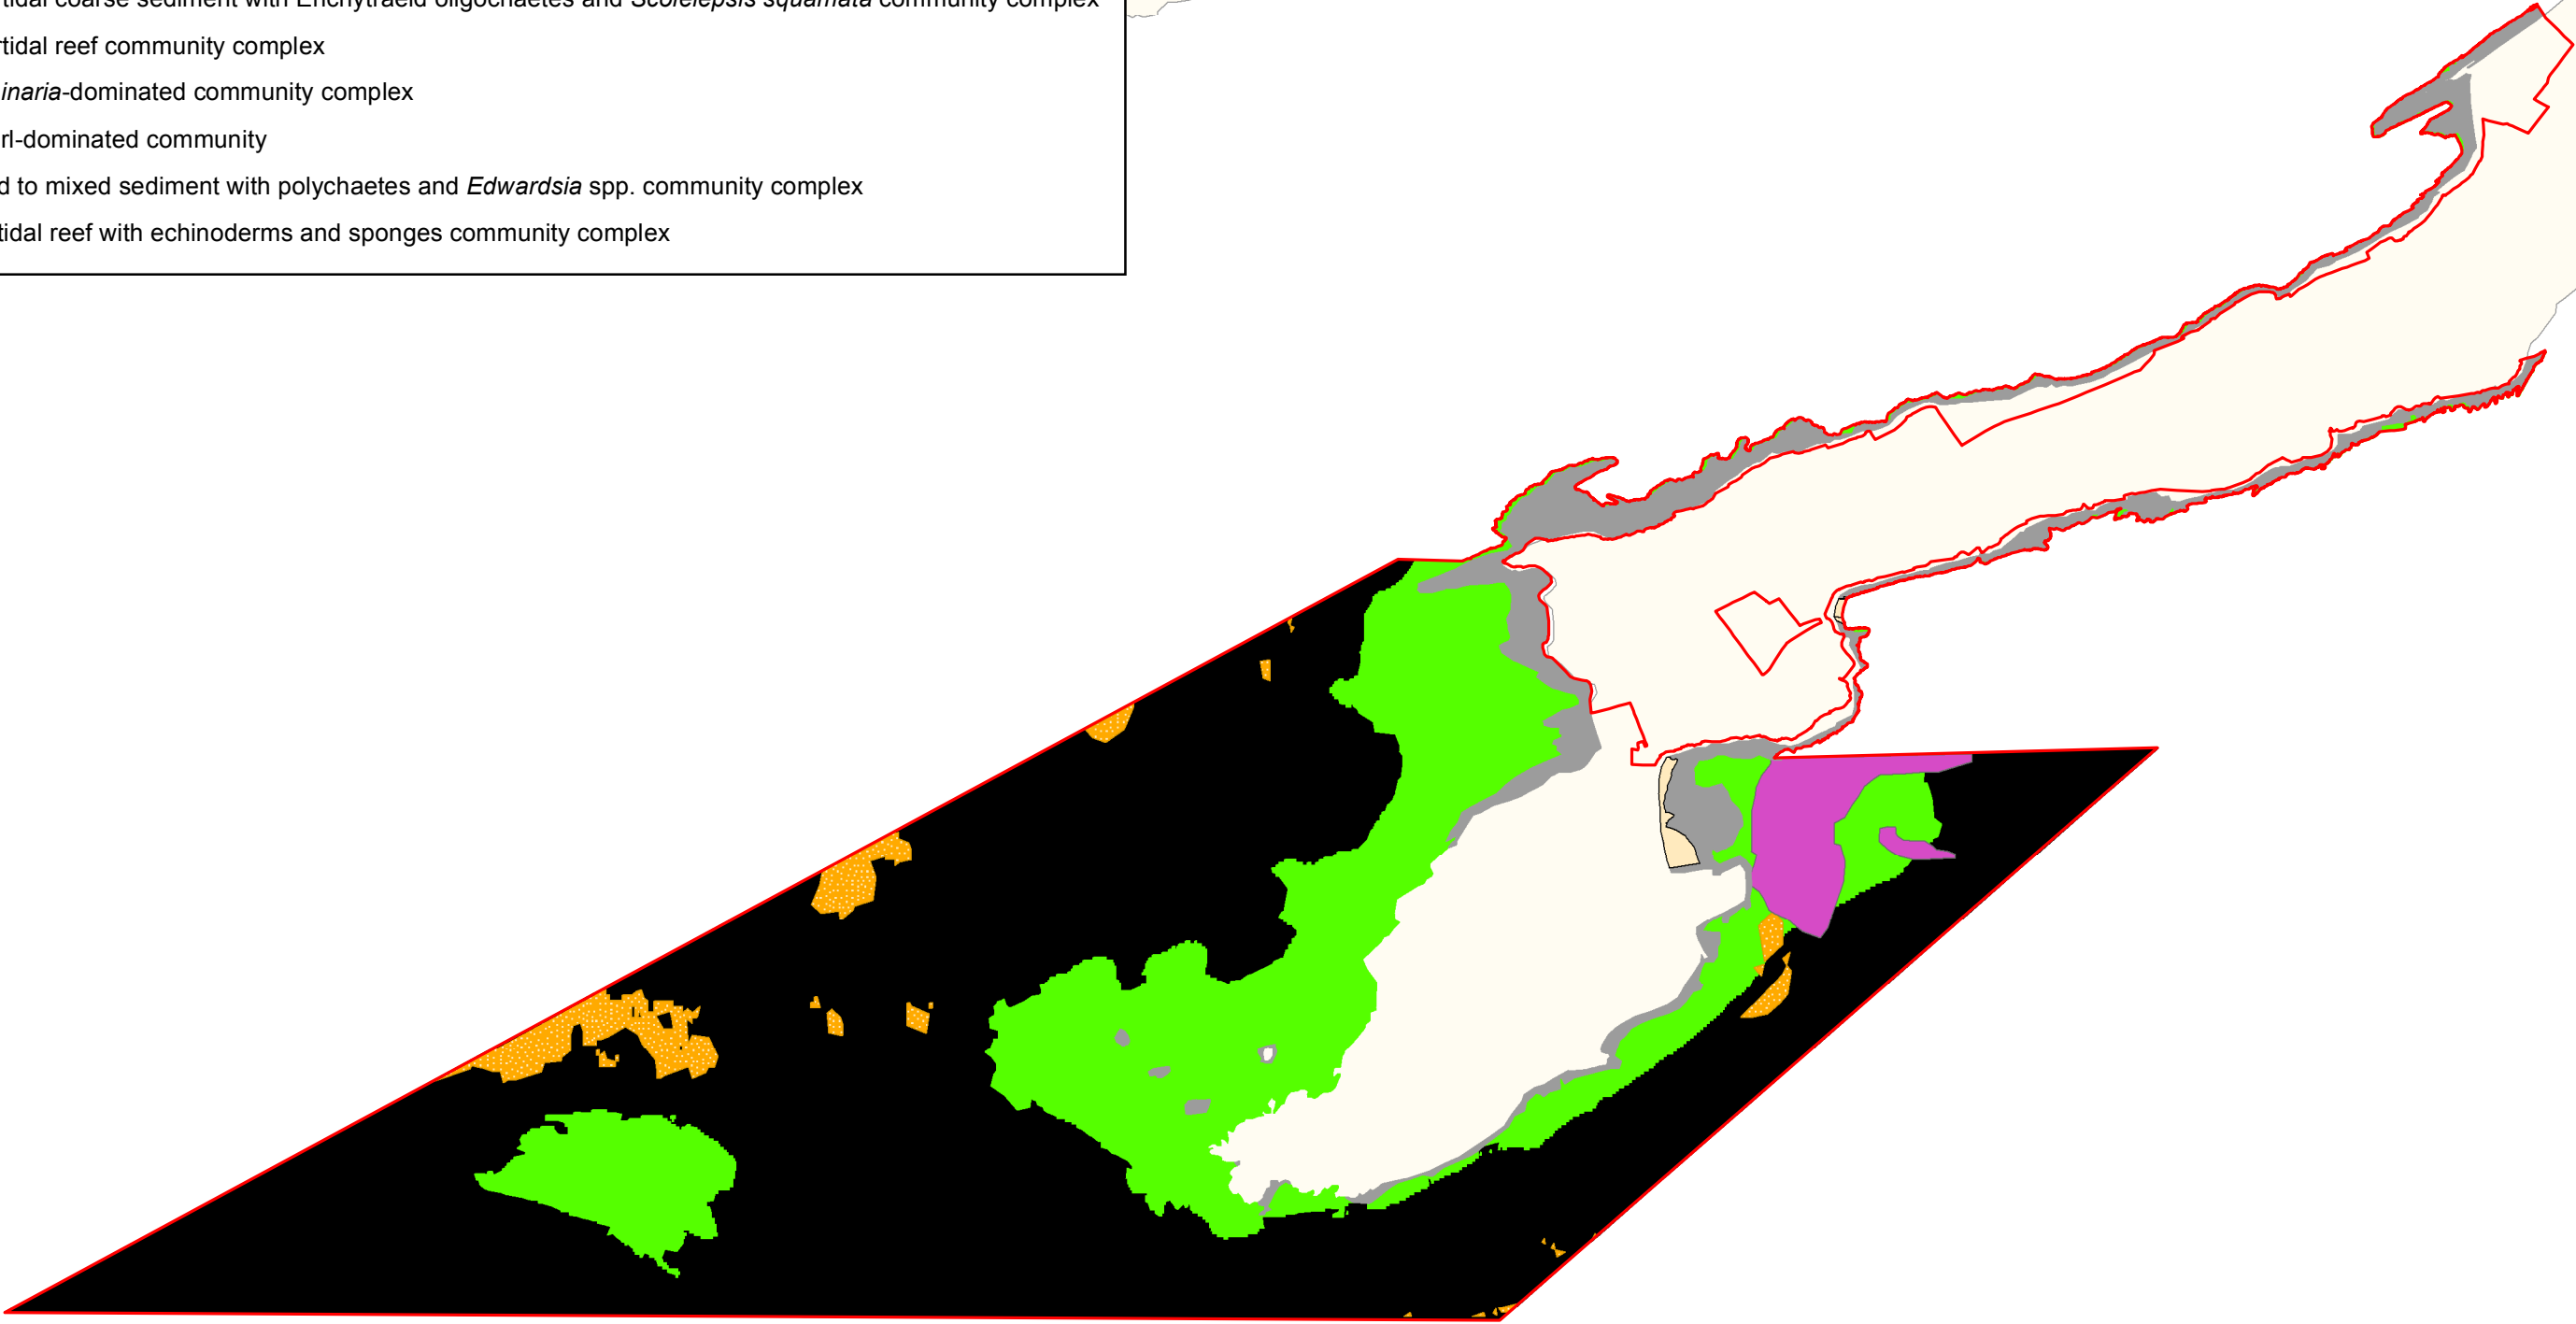 tidal coarse sediment with Enchytraeid oligochaetes and Scolelepsis squamata community complex
rtidal reef community complex
inaria-dominated community complex
rl-dominated community
d to mixed sediment with polychaetes and Edwardsia spp. community complex
tidal reef with echinoderms and sponges community complex